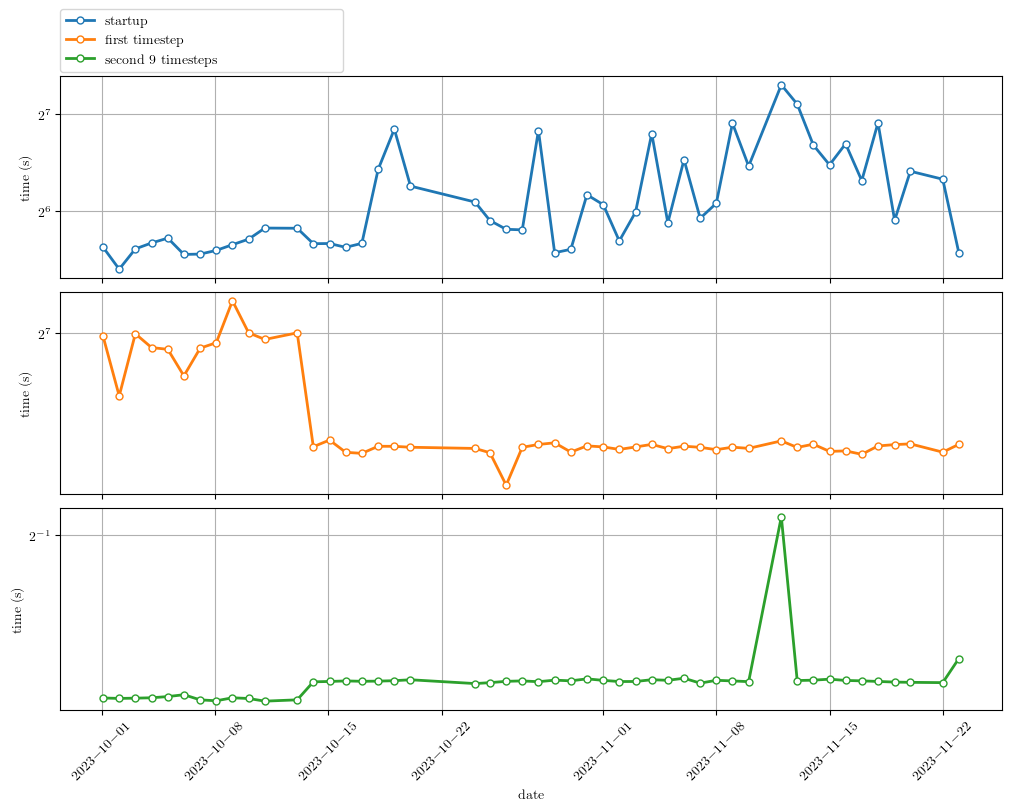 startup
first timestep
second 9 timesteps
2^7
2^6
time (s)
2^7
time (s)
2^-1
time (s)
2023-10-01
2023-10-08
2023-10-15
2023-10-22
2023-11-01
2023-11-08
2023-11-15
2023-11-22
date